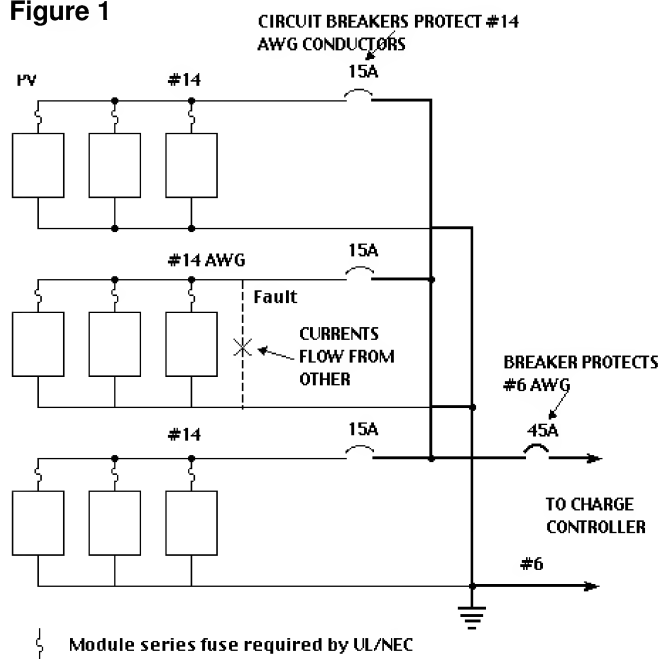 Figure 1
CIRCUIT BREAKERS PROTECT #14
AWG CONDUCTORS
15A
PV
#14
15A
#14 AWG
Fault
CURRENTS
FLOW FROM
OTHER
BREAKER PROTECTS
#6 AWG
15A
#14
45A
TO CHARGE
CONTROLLER
#6
Module series fuse required by UL/NEC